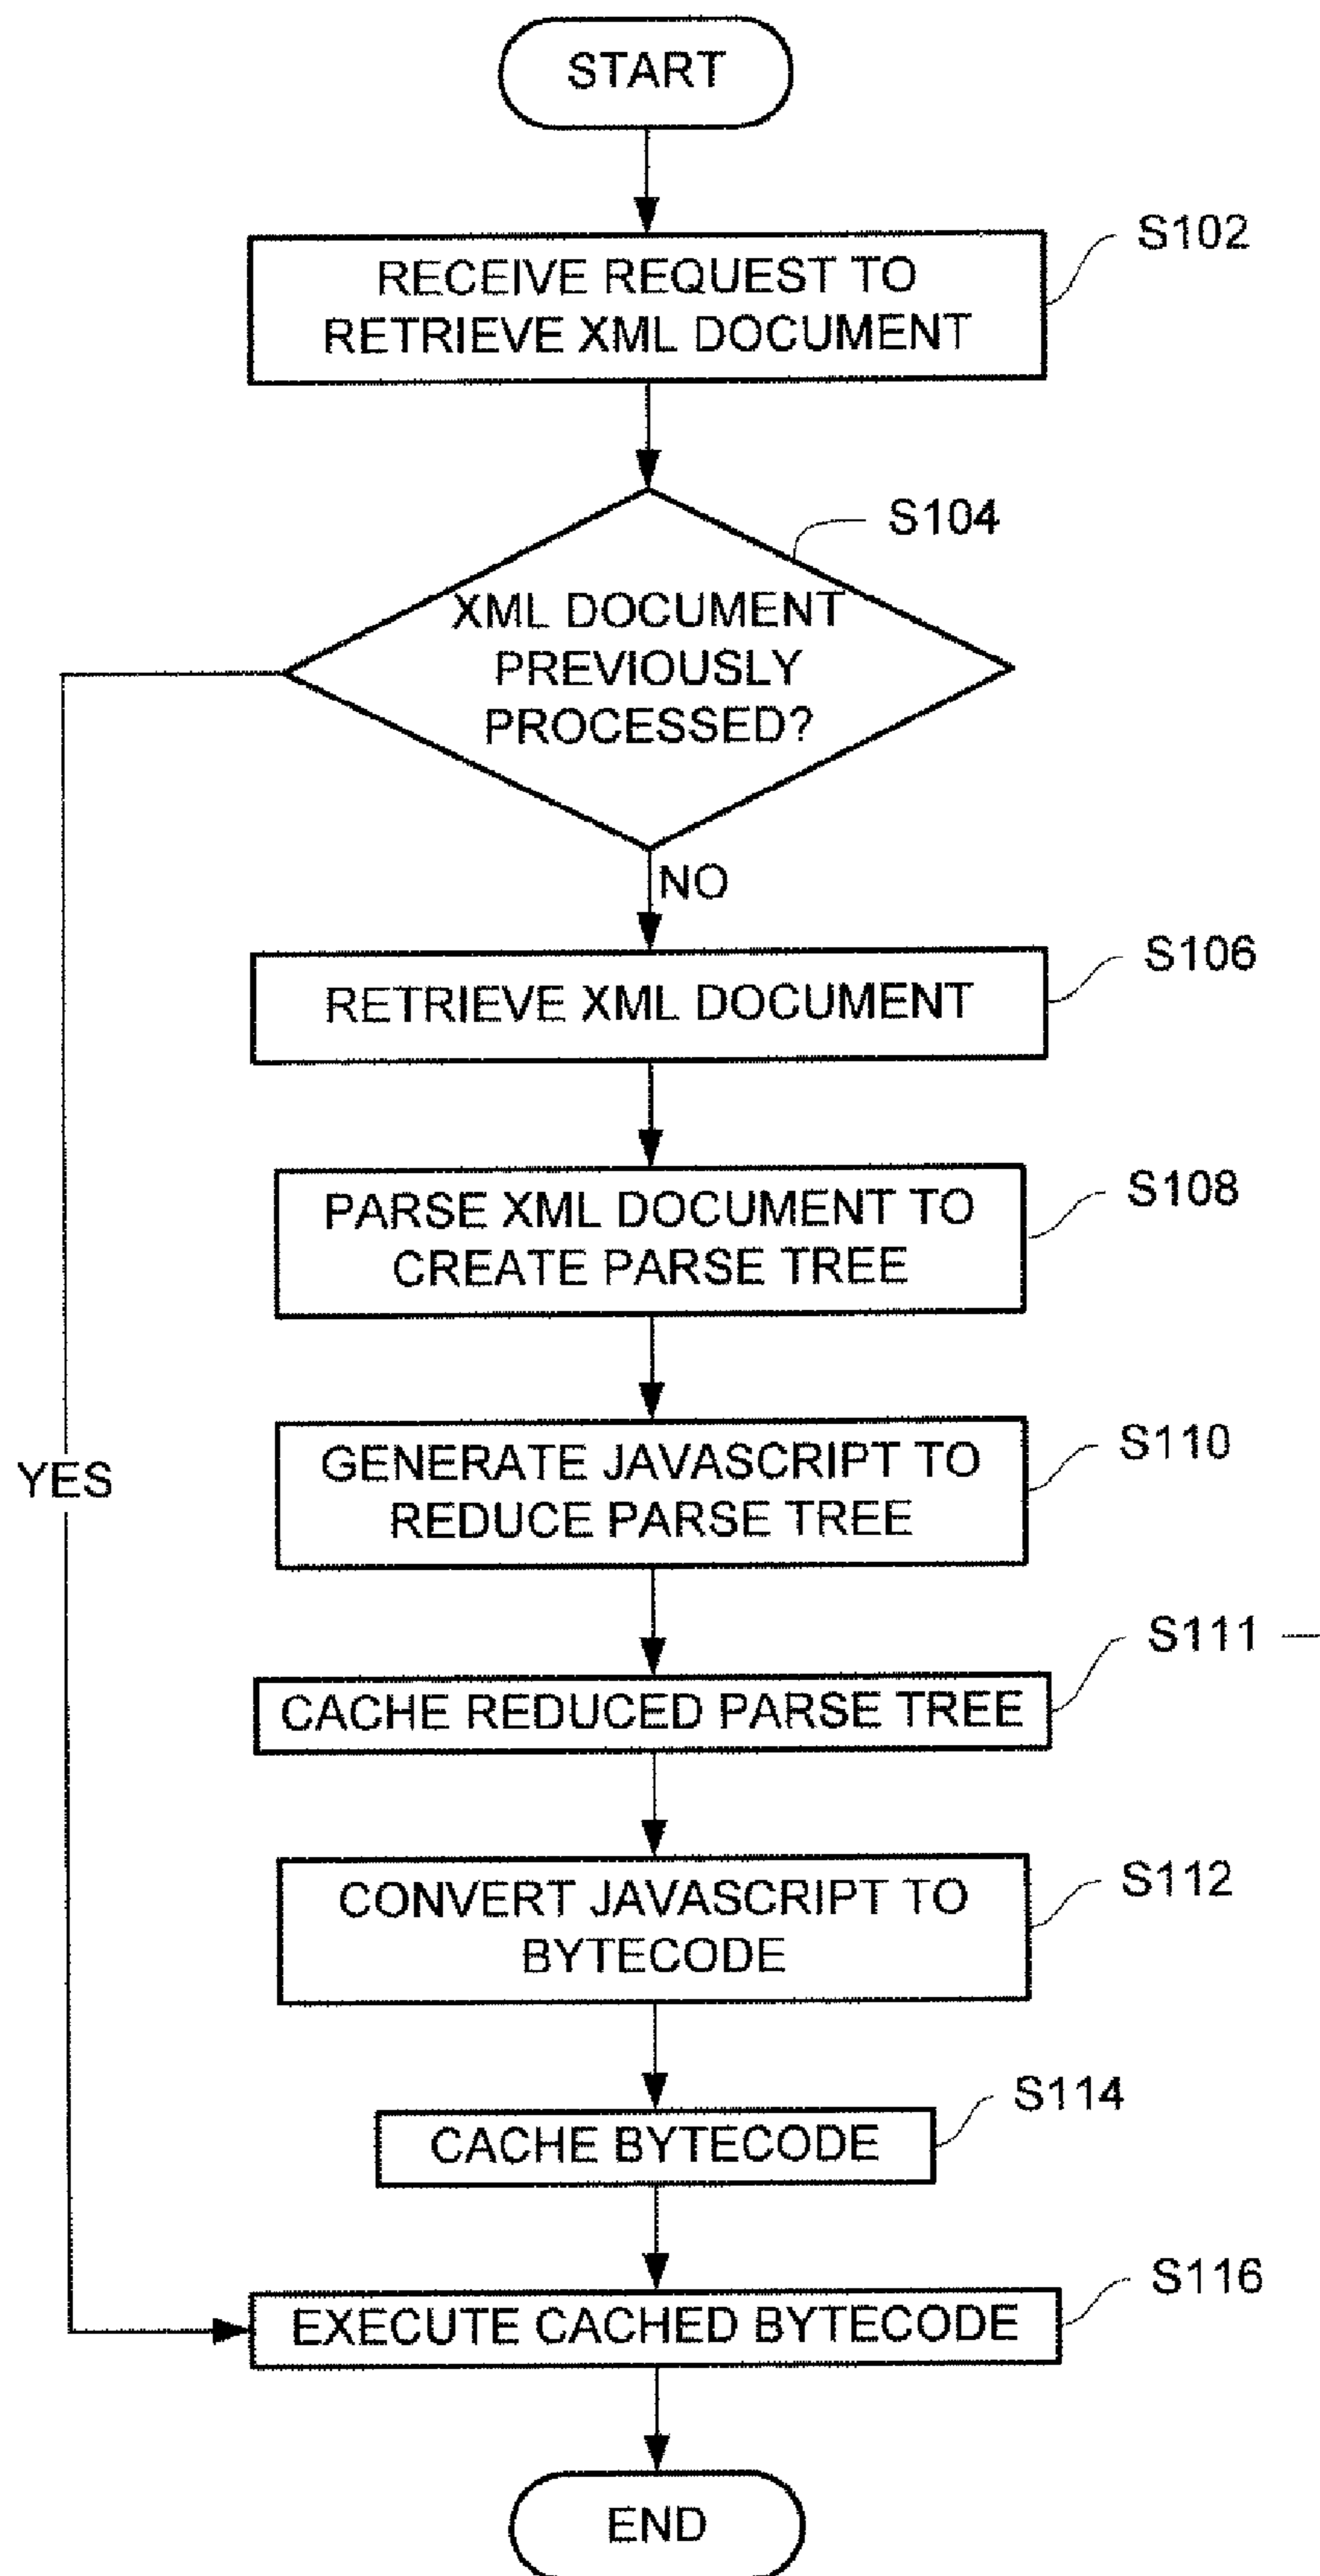 START
S102
RECEIVE REQUEST TO
RETRIEVE XML DOCUMENT
S104
XML DOCUMENT
PREVIOUSLY
PROCESSED?
NO
S106
RETRIEVE XML DOCUMENT
S108
PARSE XML DOCUMENT TO
CREATE PARSE TREE
S110
GENERATE JAVASCRIPT TO
REDUCE PARSE TREE
YES
S111
CACHE REDUCED PARSE TREE
S112
CONVERT JAVASCRIPT TO
BYTECODE
S114
CACHE BYTECODE
S116
EXECUTE CACHED BYTECODE
END